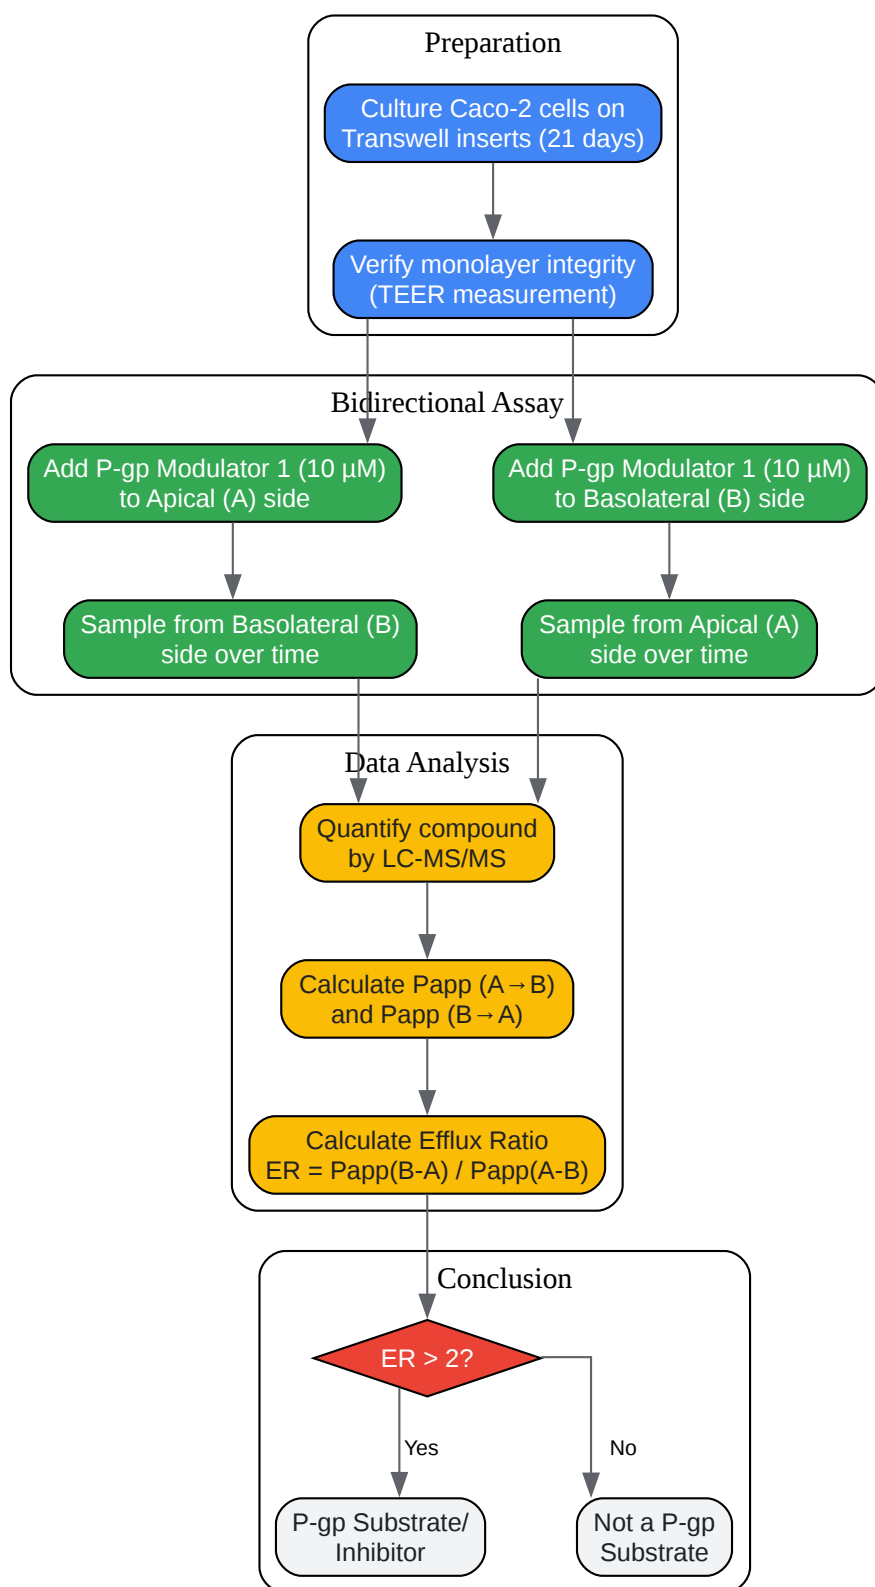 Preparation
Culture Caco-2 cells on
Transwell inserts (21 days)
Verify monolayer integrity
(TEER measurement)
Bidirectional Assay
Add P-gp Modulator 1 (10 µM)
to Apical (A) side
Add P-gp Modulator 1 (10 µM)
to Basolateral (B) side
Sample from Basolateral (B)
side over time
Sample from Apical (A)
side over time
Data Analysis
Quantify compound
by LC-MS/MS
Calculate Papp (A→B)
and Papp (B→A)
Calculate Efflux Ratio
ER = Papp(B-A) / Papp(A-B)
Conclusion
ER > 2?
Yes
No
P-gp Substrate/
Inhibitor
Not a P-gp
Substrate